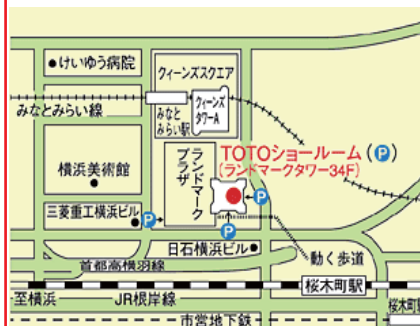 けいゆう病院
クィーンズスクエア
みなとみらい線
みなと
みらい駅
クィーンズ
タワーA
TOTOショールーム(P)
(ランドマークタワー34F)
横浜美術館
ランドマーク
プラザ
三菱重工横浜ビル
P
P
P
日石横浜ビル
動く歩道
首都高横羽線
桜木町駅
至横浜
JR根岸線
市営地下鉄
桜木町